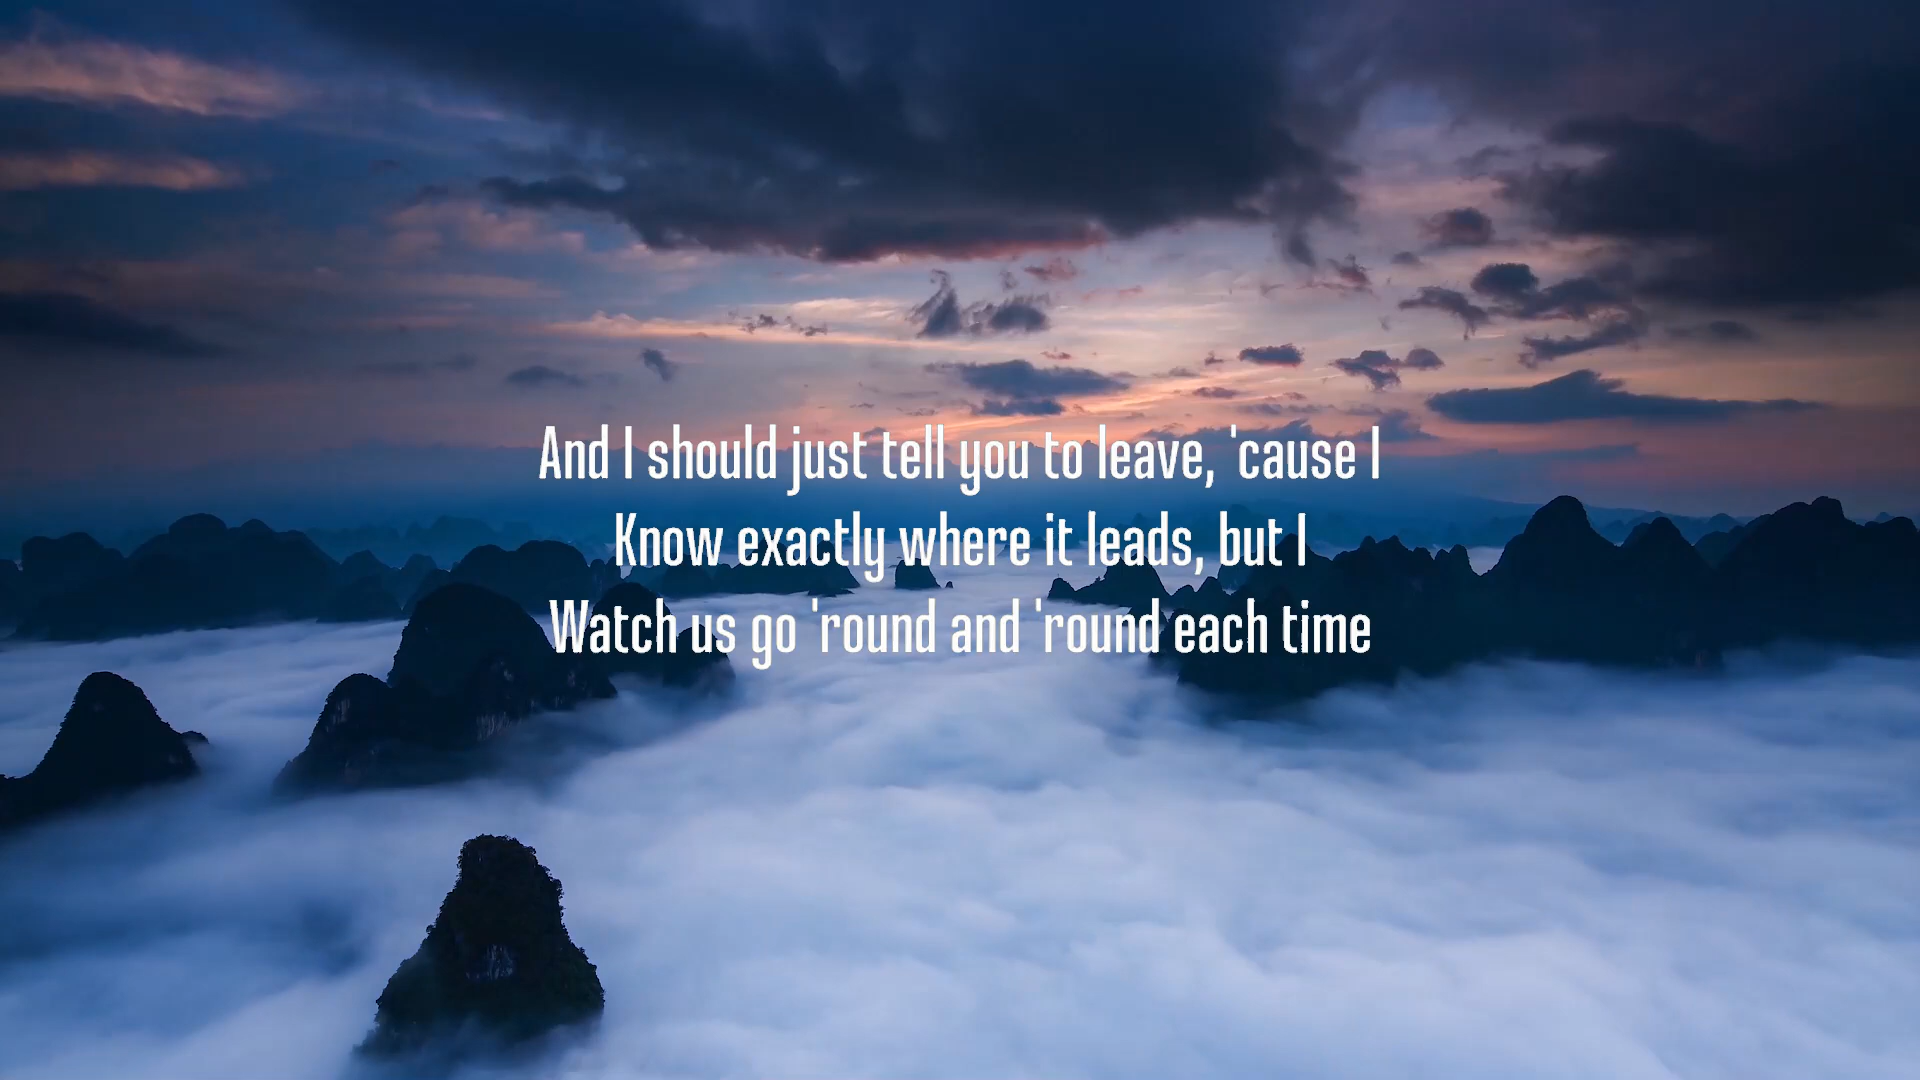 And I should just tell you to leave, 'cause I
Know exactly where it leads, but I
Watch us go 'round and 'round each time